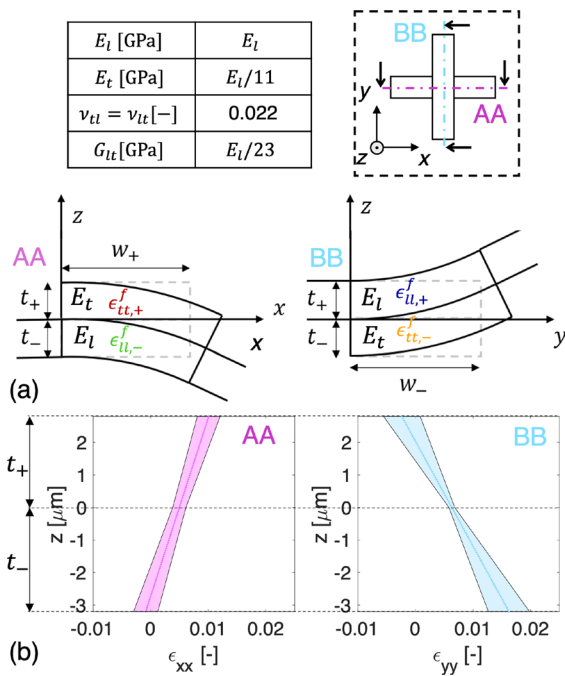 E_l [GPa] E_l
E_t [GPa] E_l/11
ν_tl = ν_lt[−] 0.022
G_lt[GPa] E_l/23
BB
y
AA
z x
z
AA
w_+
t_+
E_t ϵ^f_tt,+
x
t_−
E_l ϵ^f_ll,−
x
z
BB
t_+
E_l ϵ^f_ll,+
t_−
E_t ϵ^f_tt,−
y
w_−
(a)
AA
t_+
t_−
z [μm]
2
1
0
-1
-2
-3
-0.01 0 0.01 0.02
ϵ_xx [-]
BB
z [μm]
2
1
0
-1
-2
-3
-0.01 0 0.01 0.02
ϵ_yy [-]
(b)